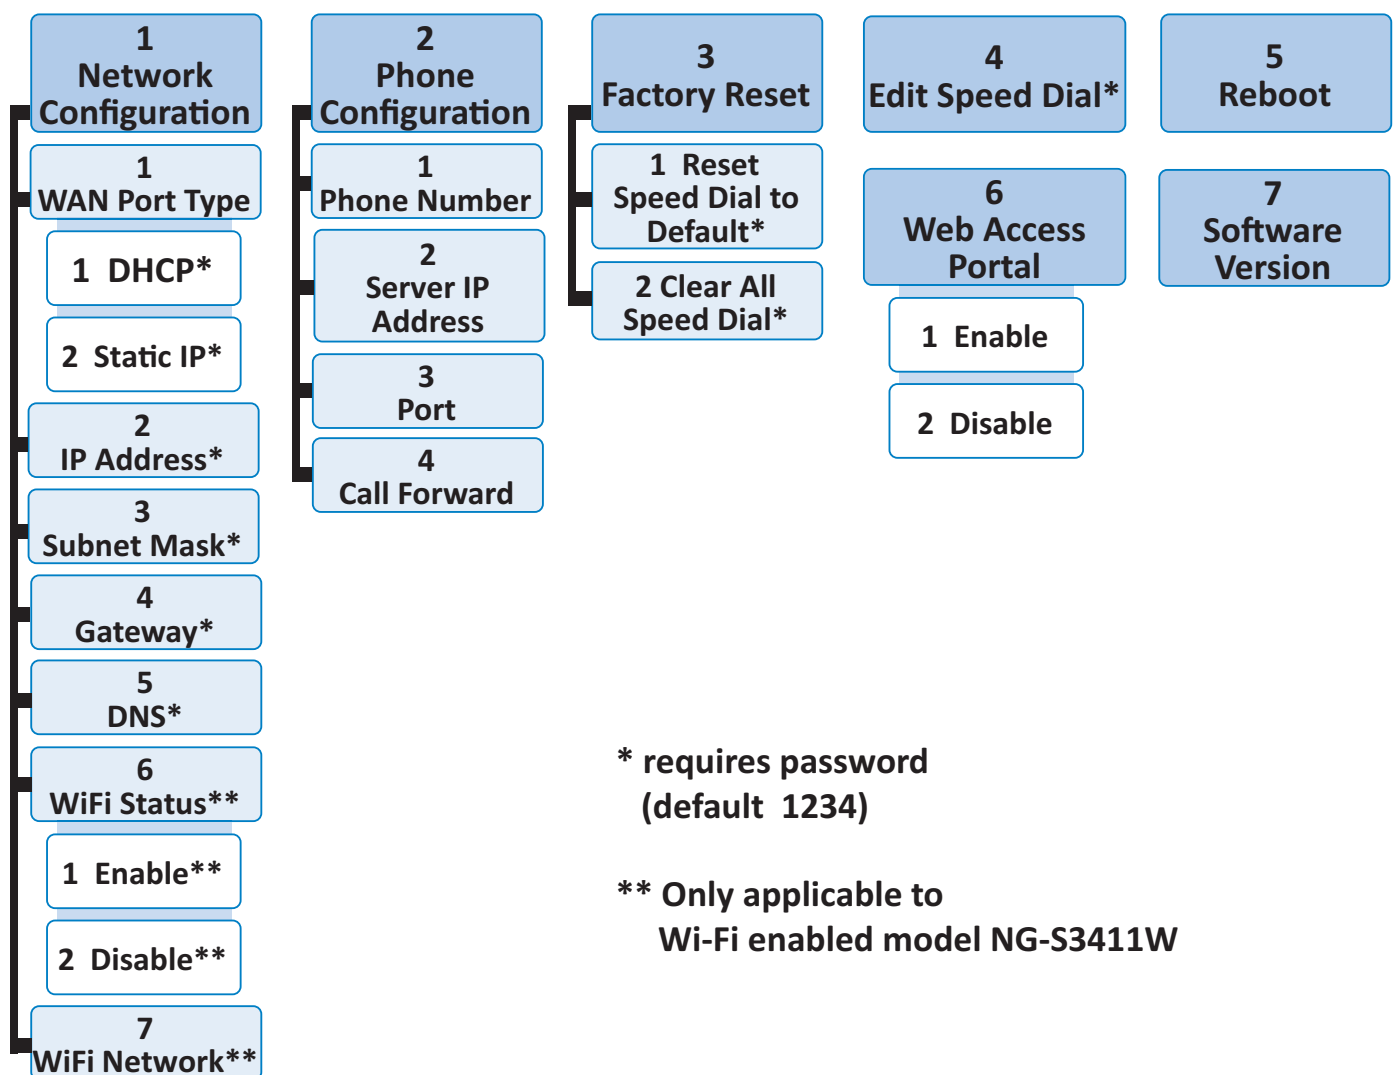 1
Network
Configuration
1
WAN Port Type
1 DHCP*
2 Static IP*
2
IP Address*
3
Subnet Mask*
4
Gateway*
5
DNS*
6
WiFi Status**
1 Enable**
2 Disable**
7
WiFi Network**
2
Phone
Configuration
1
Phone Number
2
Server IP
Address
3
Port
4
Call Forward
3
Factory Reset
1 Reset
Speed Dial to
Default*
2 Clear All
Speed Dial*
4
Edit Speed Dial*
5
Reboot
6
Web Access
Portal
1 Enable
2 Disable
7
Software
Version
* requires password
(default 1234)
** Only applicable to
Wi-Fi enabled model NG-S3411W